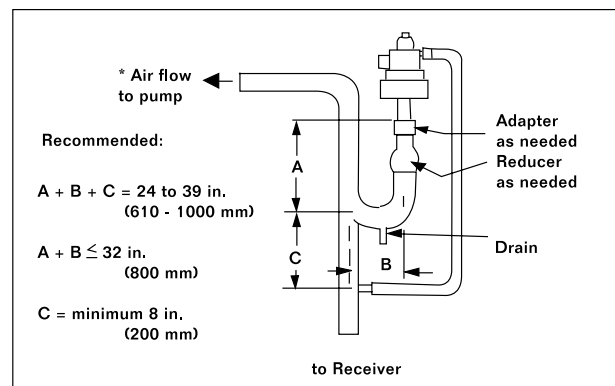 * Air flow
to pump
Recommended:
A + B + C = 24 to 39 in.
(610 - 1000 mm)
A + B ≤ 32 in.
(800 mm)
C = minimum 8 in.
(200 mm)
A
C
B
Adapter
as needed
Reducer
as needed
Drain
to Receiver